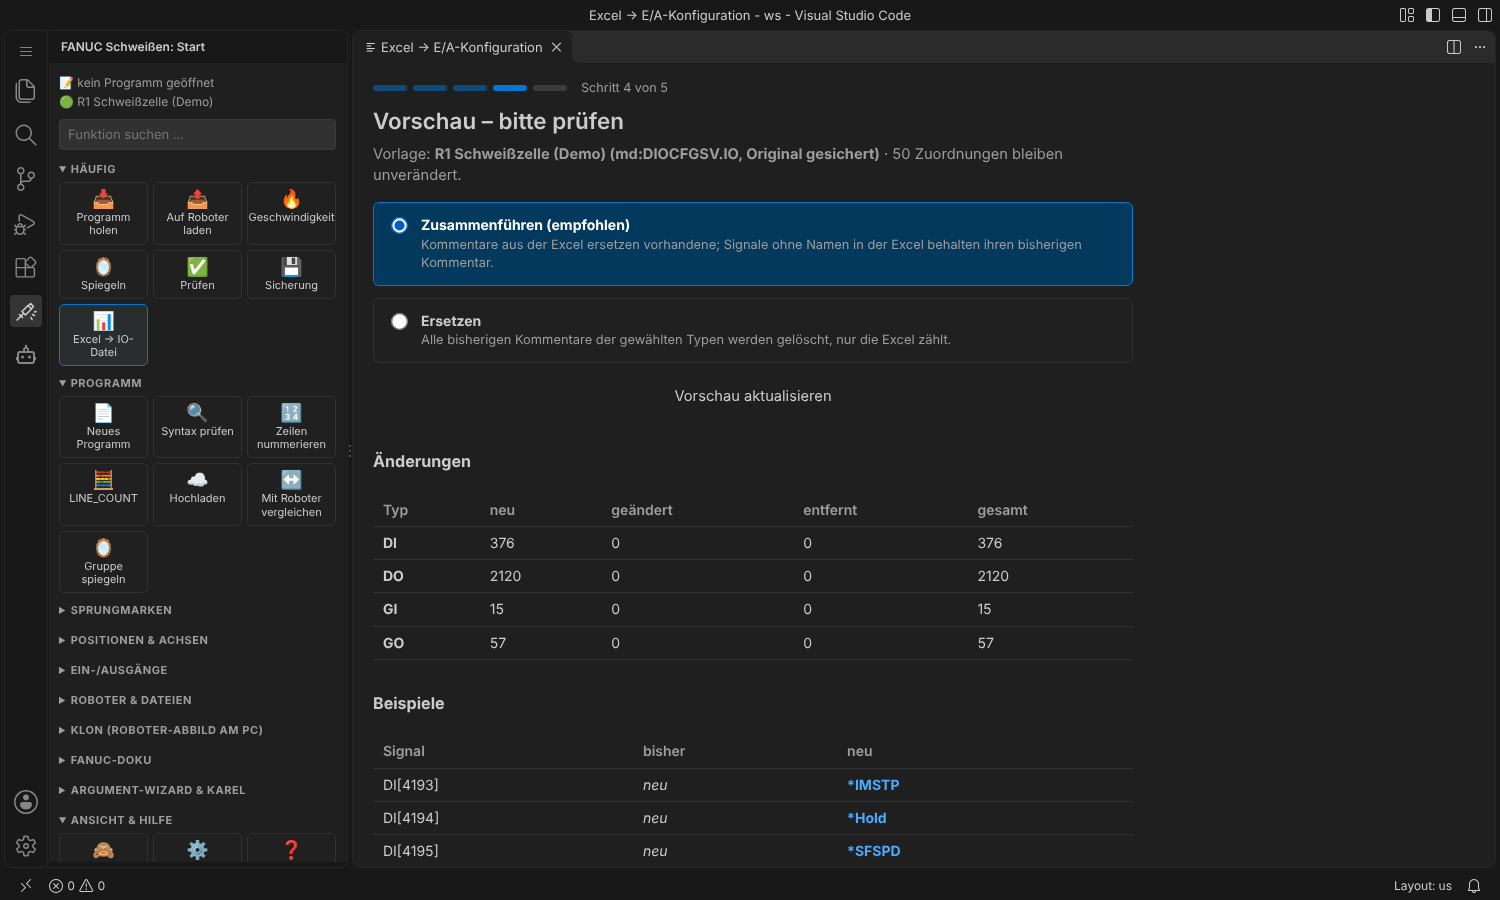 Excel → E/A-Konfiguration - ws - Visual Studio Code
FANUC Schweißen: Start
kein Programm geöffnet
R1 Schweißzelle (Demo)
Funktion suchen ...
HÄUFIG
Programm holen
Auf Roboter laden
Geschwindigkeit
Spiegeln
Prüfen
Sicherung
Excel → IO-Datei
PROGRAMM
Neues Programm
Syntax prüfen
Zeilen nummerieren
LINE_COUNT
Hochladen
Mit Roboter vergleichen
Gruppe spiegeln
SPRUNGMARKEN
POSITIONEN & ACHSEN
EIN-/AUSGÄNGE
ROBOTER & DATEIEN
KLON (ROBOTER-ABBILD AM PC)
FANUC-DOKU
ARGUMENT-WIZARD & KAREL
ANSICHT & HILFE
Excel → E/A-Konfiguration
Schritt 4 von 5
Vorschau – bitte prüfen
Vorlage: R1 Schweißzelle (Demo) (md:DIOCFGSV.IO, Original gesichert) · 50 Zuordnungen bleiben
unverändert.
Zusammenführen (empfohlen)
Kommentare aus der Excel ersetzen vorhandene; Signale ohne Namen in der Excel behalten ihren bisherigen
Kommentar.
Ersetzen
Alle bisherigen Kommentare der gewählten Typen werden gelöscht, nur die Excel zählt.
Vorschau aktualisieren
Änderungen
Typ neu geändert entfernt gesamt
DI 376 0 0 376
DO 2120 0 0 2120
GI 15 0 0 15
GO 57 0 0 57
Beispiele
Signal bisher neu
DI[4193] neu *IMSTP
DI[4194] neu *Hold
DI[4195] neu *SFSPD
0 0
Layout: us